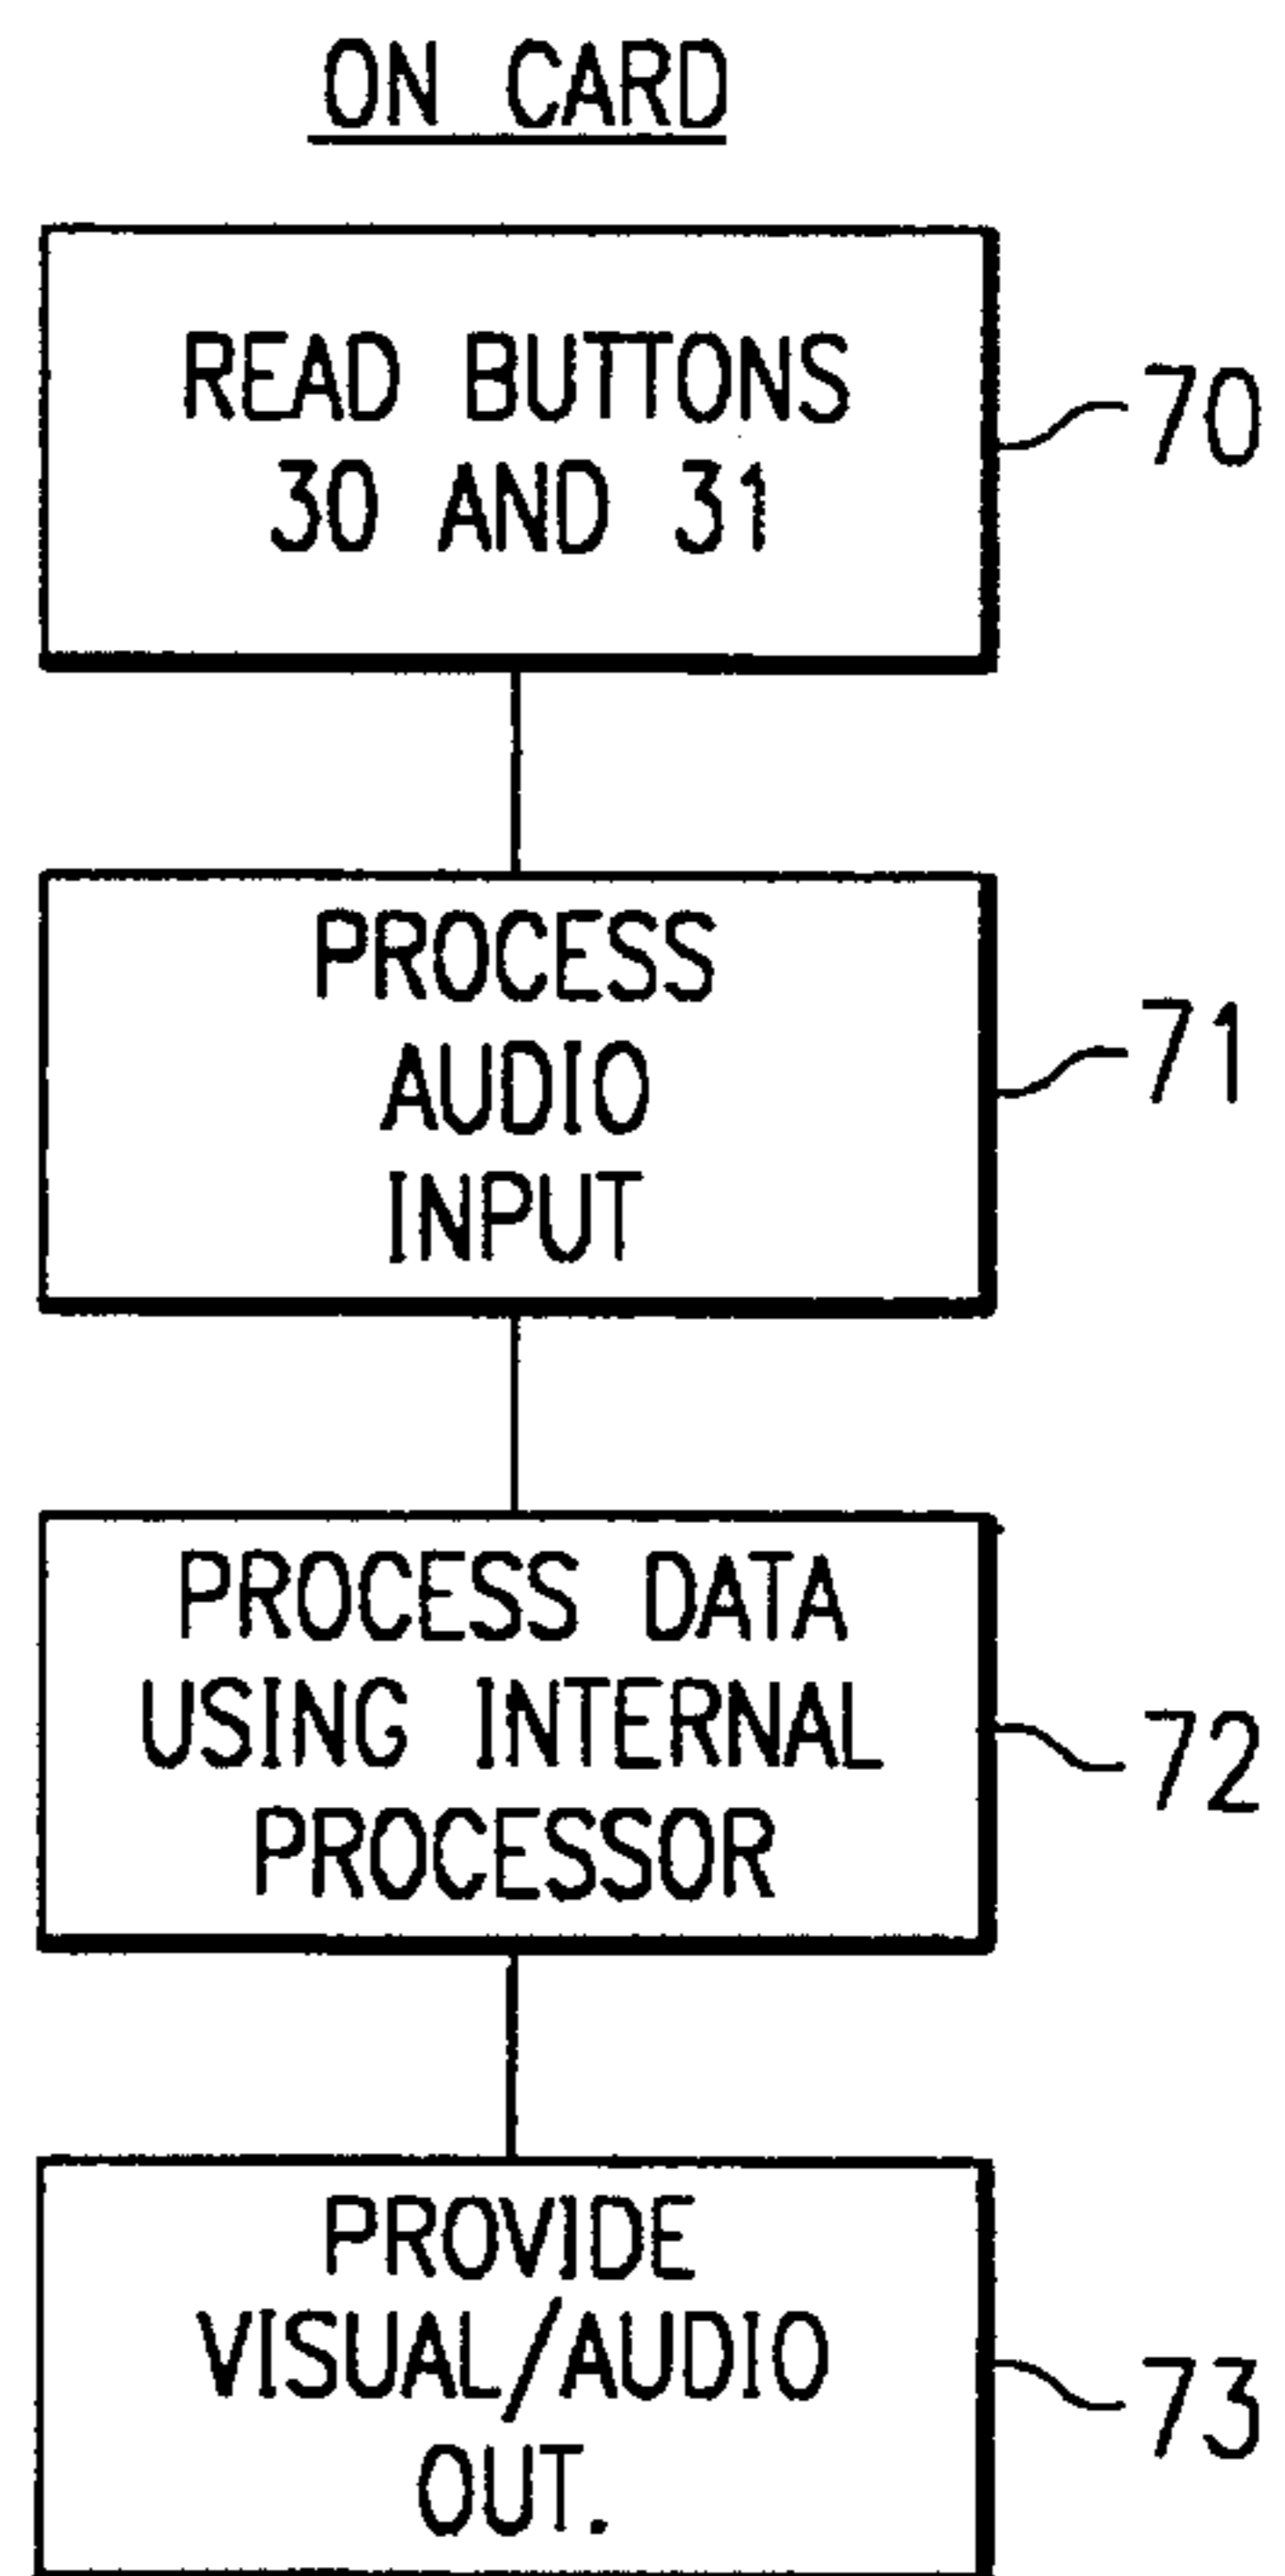 ON CARD
READ BUTTONS
30 AND 31
70
PROCESS
AUDIO
INPUT
71
PROCESS DATA
USING INTERNAL
PROCESSOR
72
PROVIDE
VISUAL/AUDIO
OUT.
73